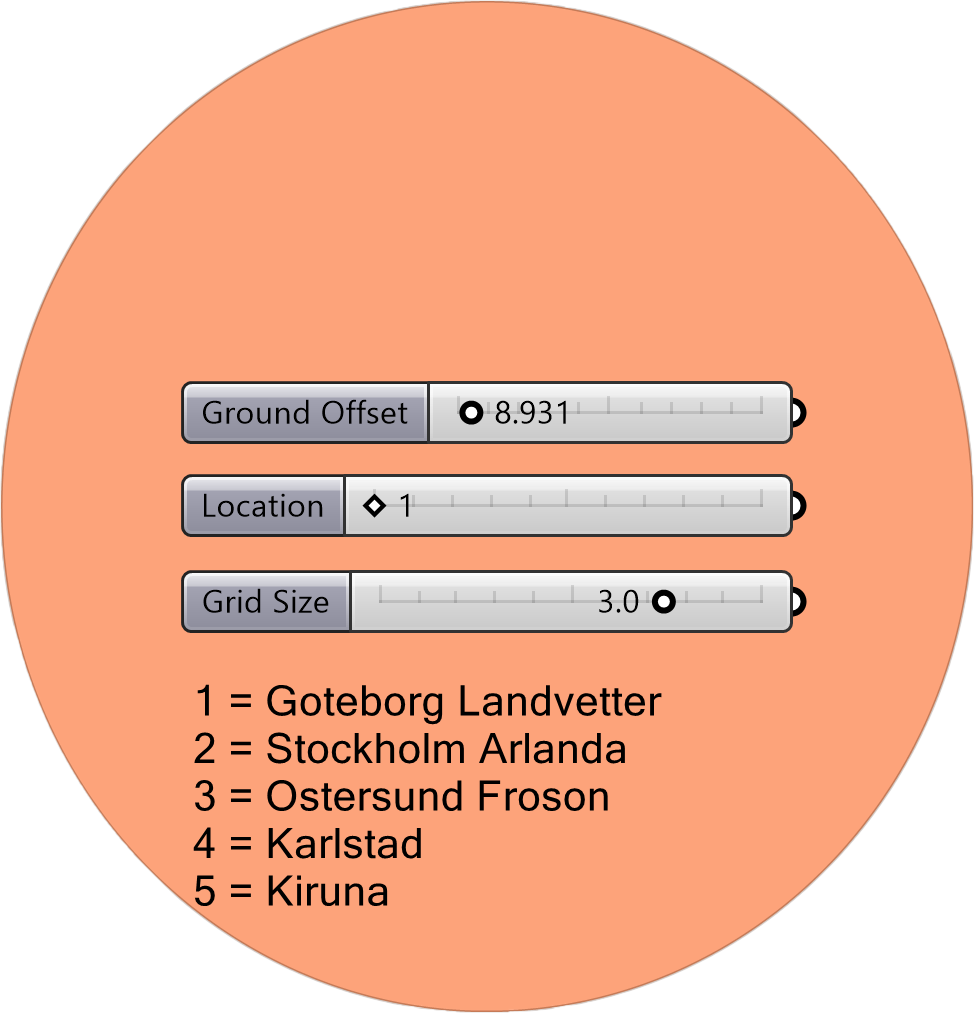 Ground Offset 8.931
Location 1
Grid Size 3.0
1 = Goteborg Landvetter
2 = Stockholm Arlanda
3 = Ostersund Froson
4 = Karlstad
5 = Kiruna